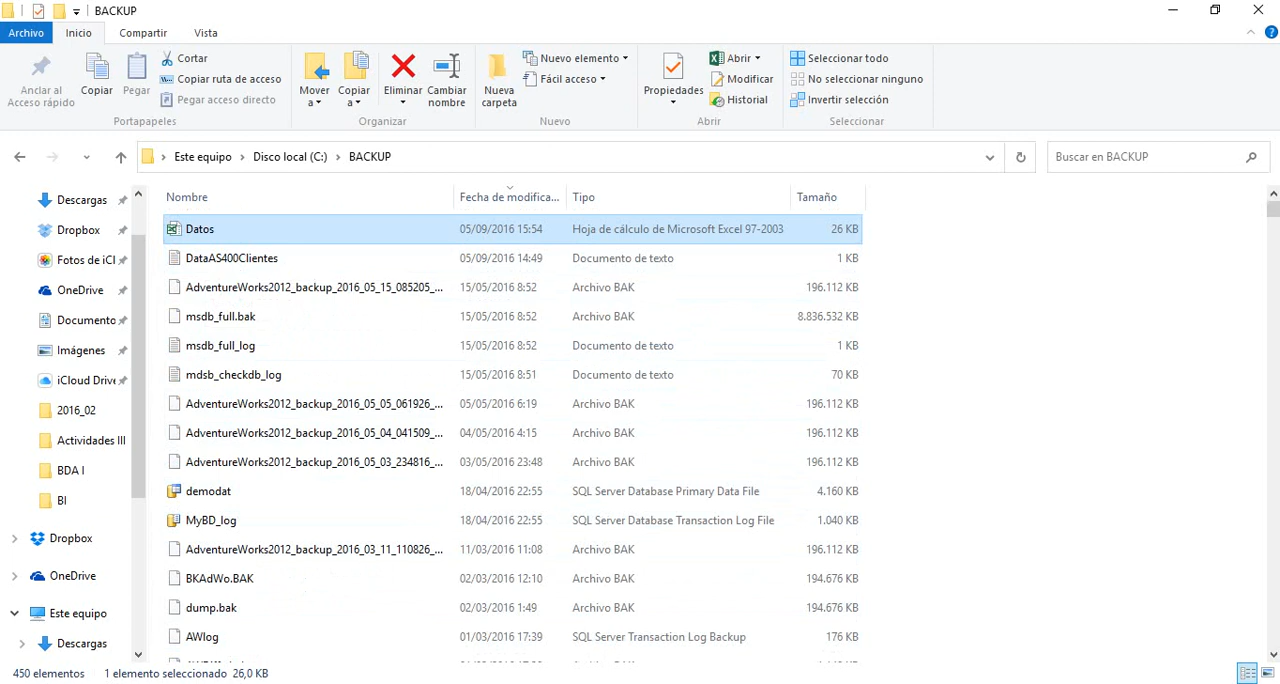 BACKUP
Archivo Inicio Compartir Vista
Anclar al Acceso rápido
Copiar
Pegar
Cortar
Copiar ruta de acceso
Pegar acceso directo
Portapapeles
Mover a
Copiar a
Eliminar
Cambiar nombre
Organizar
Nueva carpeta
Nuevo elemento
Fácil acceso
Nuevo
Propiedades
Abrir
Modificar
Historial
Abrir
Seleccionar todo
No seleccionar ninguno
Invertir selección
Seleccionar
Este equipo > Disco local (C:) > BACKUP
Buscar en BACKUP
Descargas
Dropbox
Fotos de iCl
OneDrive
Documento
Imágenes
iCloud Drive
2016_02
Actividades III
BDA I
BI
Dropbox
OneDrive
Este equipo
Descargas
Nombre Fecha de modifica... Tipo Tamaño
Datos 05/09/2016 15:54 Hoja de cálculo de Microsoft Excel 97-2003 26 KB
DataAS400Clientes 05/09/2016 14:49 Documento de texto 1 KB
AdventureWorks2012_backup_2016_05_15_085205_... 15/05/2016 8:52 Archivo BAK 196.112 KB
msdb_full.bak 15/05/2016 8:52 Archivo BAK 8.836.532 KB
msdb_full_log 15/05/2016 8:52 Documento de texto 1 KB
mdsb_checkdb_log 15/05/2016 8:51 Documento de texto 70 KB
AdventureWorks2012_backup_2016_05_05_061926_... 05/05/2016 6:19 Archivo BAK 196.112 KB
AdventureWorks2012_backup_2016_05_04_041509_... 04/05/2016 4:15 Archivo BAK 196.112 KB
AdventureWorks2012_backup_2016_05_03_234816_... 03/05/2016 23:48 Archivo BAK 196.112 KB
demodat 18/04/2016 22:55 SQL Server Database Primary Data File 4.160 KB
MyBD_log 18/04/2016 22:55 SQL Server Database Transaction Log File 1.040 KB
AdventureWorks2012_backup_2016_03_11_110826_... 11/03/2016 11:08 Archivo BAK 196.112 KB
BKAdWo.BAK 02/03/2016 12:10 Archivo BAK 194.676 KB
dump.bak 02/03/2016 1:49 Archivo BAK 194.676 KB
AWlog 01/03/2016 17:39 SQL Server Transaction Log Backup 176 KB
450 elementos 1 elemento seleccionado 26,0 KB